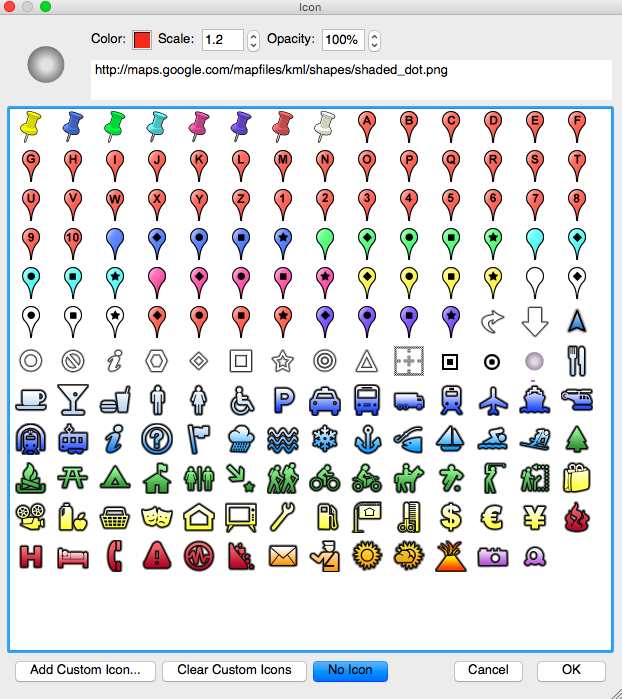 Icon
Color: Scale: 1.2 Opacity: 100%
http://maps.google.com/mapfiles/kml/shapes/shaded_dot.png
A B C D E F
G H I J K L M N O P Q R S T
U V W X Y Z 1 2 3 4 5 6 7 8
9 10
i
P
i ?
$ € ¥
H !
Add Custom Icon... Clear Custom Icons No Icon Cancel OK